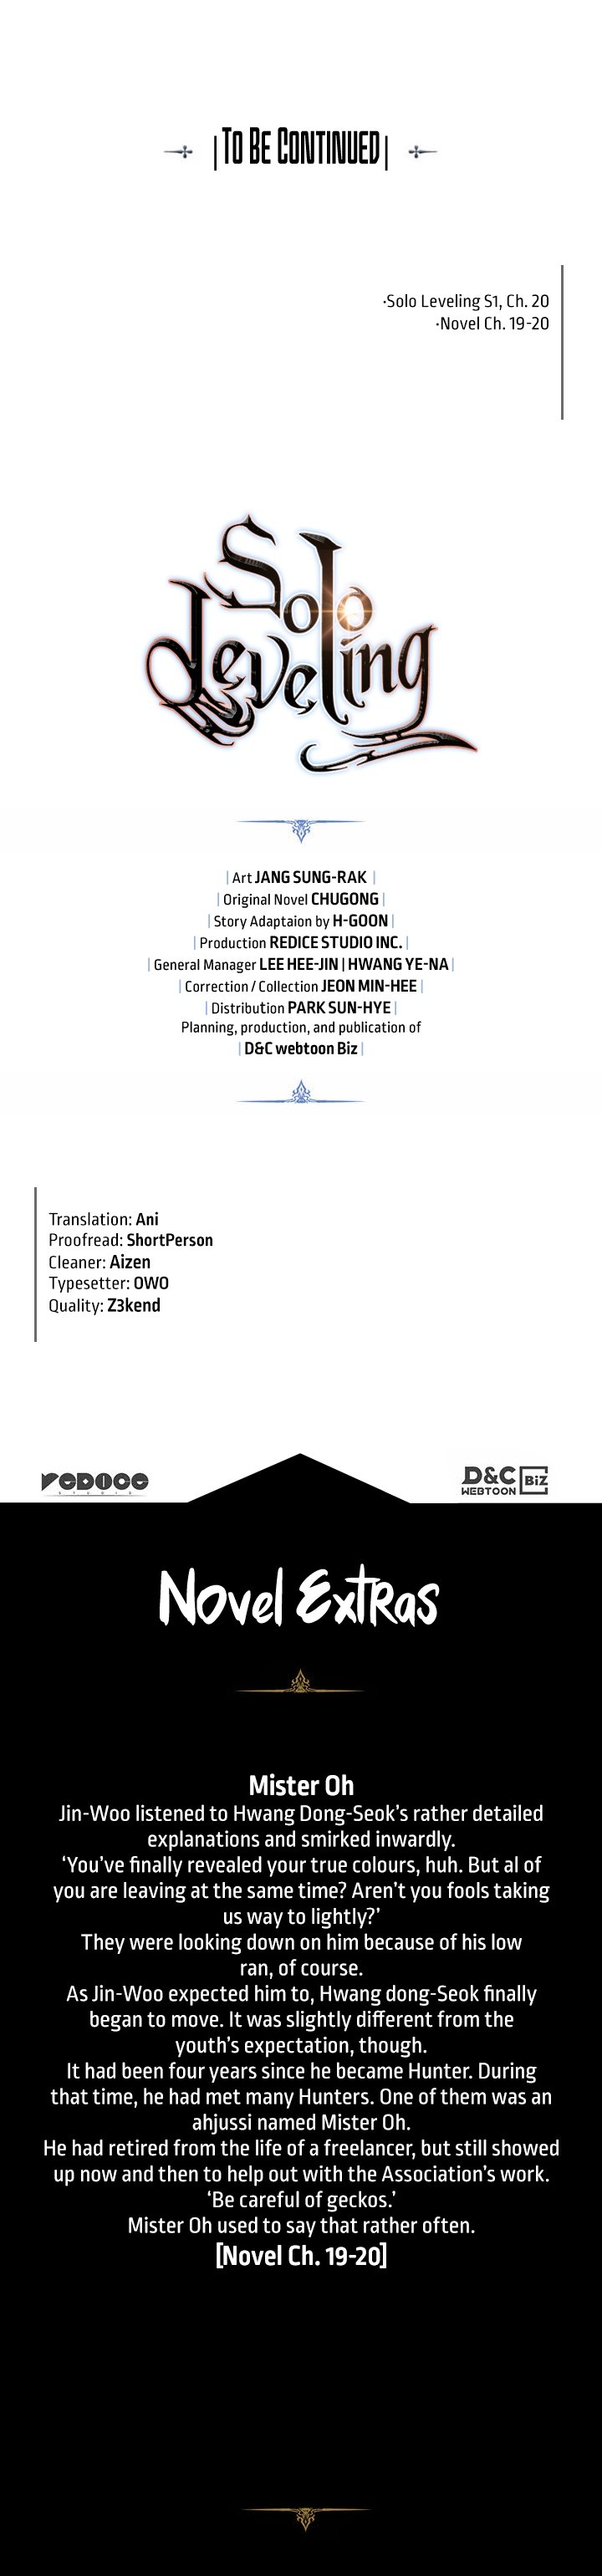 |To Be Continued|
·Solo Leveling S1, Ch. 20
·Novel Ch. 19-20
Solo
Leveling
| Art JANG SUNG-RAK |
| Original Novel CHUGONG |
| Story Adaptaion by H-GOON |
| Production REDICE STUDIO INC. |
| General Manager LEE HEE-JIN | HWANG YE-NA |
| Correction / Collection JEON MIN-HEE |
| Distribution PARK SUN-HYE |
Planning, production, and publication of
| D&C webtoon Biz |
Translation: Ani
Proofread: ShortPerson
Cleaner: Aizen
Typesetter: OWO
Quality: Z3kend
REDICE
STUDIO
D&C
WEBTOON
BiZ
Novel Extras
Mister Oh
Jin-Woo listened to Hwang Dong-Seok's rather detailed
explanations and smirked inwardly.
‘You've finally revealed your true colours, huh. But al of
you are leaving at the same time? Aren't you fools taking
us way to lightly?’
They were looking down on him because of his low
ran, of course.
As Jin-Woo expected him to, Hwang dong-Seok finally
began to move. It was slightly different from the
youth's expectation, though.
It had been four years since he became Hunter. During
that time, he had met many Hunters. One of them was an
ahjussi named Mister Oh.
He had retired from the life of a freelancer, but still showed
up now and then to help out with the Association's work.
‘Be careful of geckos.’
Mister Oh used to say that rather often.
[Novel Ch. 19-20]